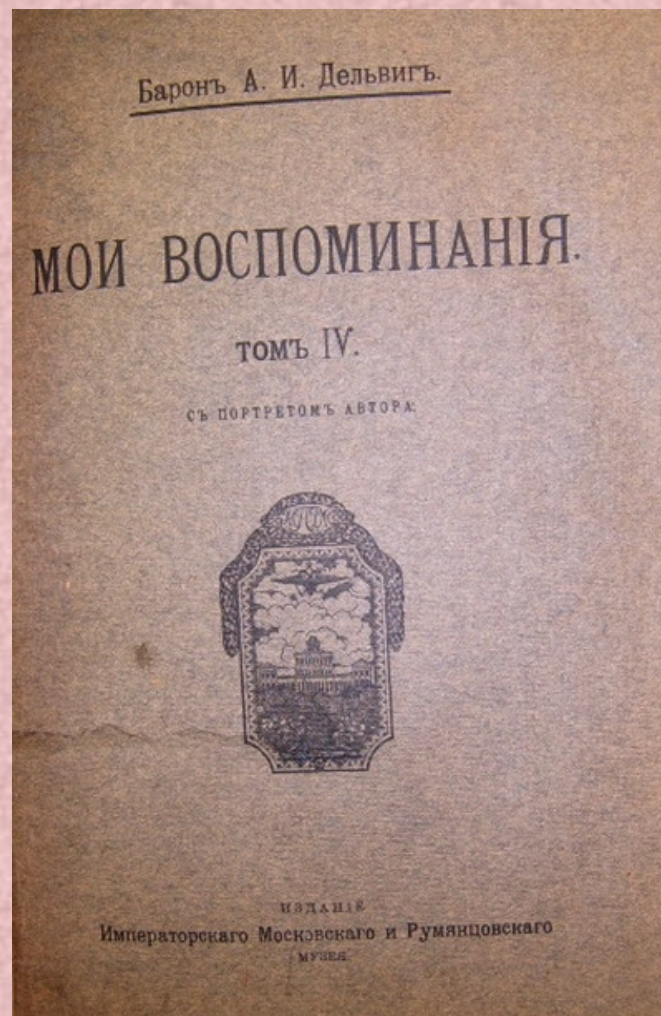 Баронъ А. И. Дельвигъ.
МОИ ВОСПОМИНАНІЯ.
томъ IV.
СЪ ПОРТРЕТОМЪ АВТОРА.
ИЗДАНІЕ
Императорскаго Московскаго и Румянцовскаго
МУЗЕЯ.